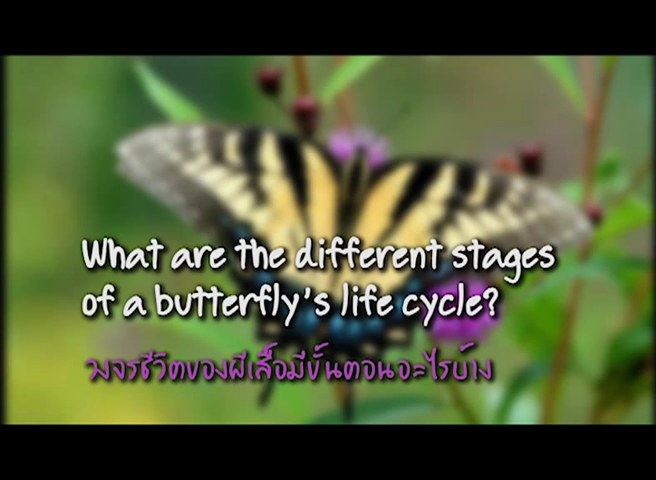 What are the different stages
of a butterfly's life cycle?
วงจรชีวิตของผีเสื้อมีขั้นตอนอะไรบ้าง